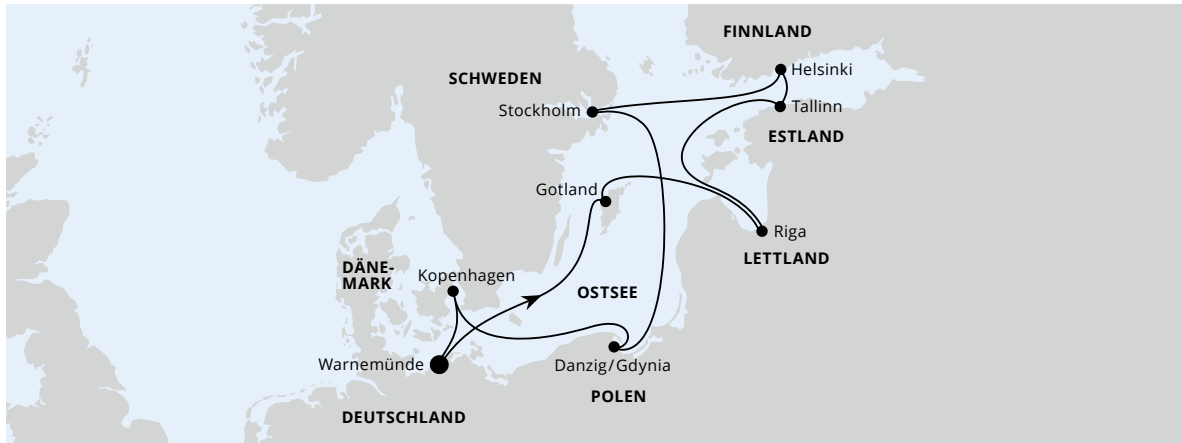 FINNLAND
Helsinki
SCHWEDEN
Stockholm
Tallinn
ESTLAND
Gotland
Riga
LETTLAND
DÄNE-
MARK
Kopenhagen
OSTSEE
Warnemünde
Danzig/Gdynia
POLEN
DEUTSCHLAND